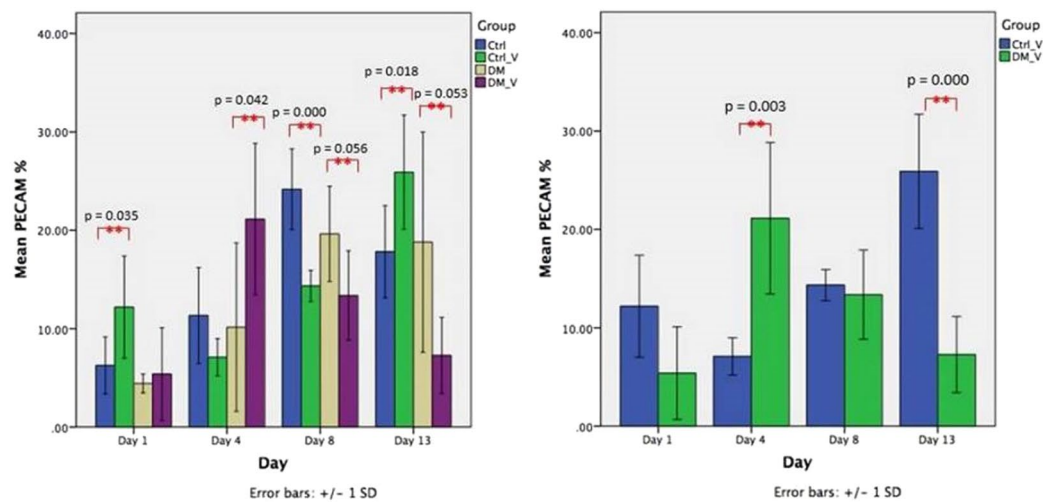 Group
Ctrl
Ctrl_V
DM
DM_V
Mean PECAM %
40.00
30.00
20.00
10.00
.00
p = 0.035
**
p = 0.042
**
p = 0.000
**
p = 0.056
**
p = 0.018
**
p = 0.053
**
Day 1
Day 4
Day 8
Day 13
Day
Error bars: +/- 1 SD
Group
Ctrl_V
DM_V
Mean PECAM %
40.00
30.00
20.00
10.00
.00
p = 0.003
**
p = 0.000
**
Day 1
Day 4
Day 8
Day 13
Day
Error bars: +/- 1 SD